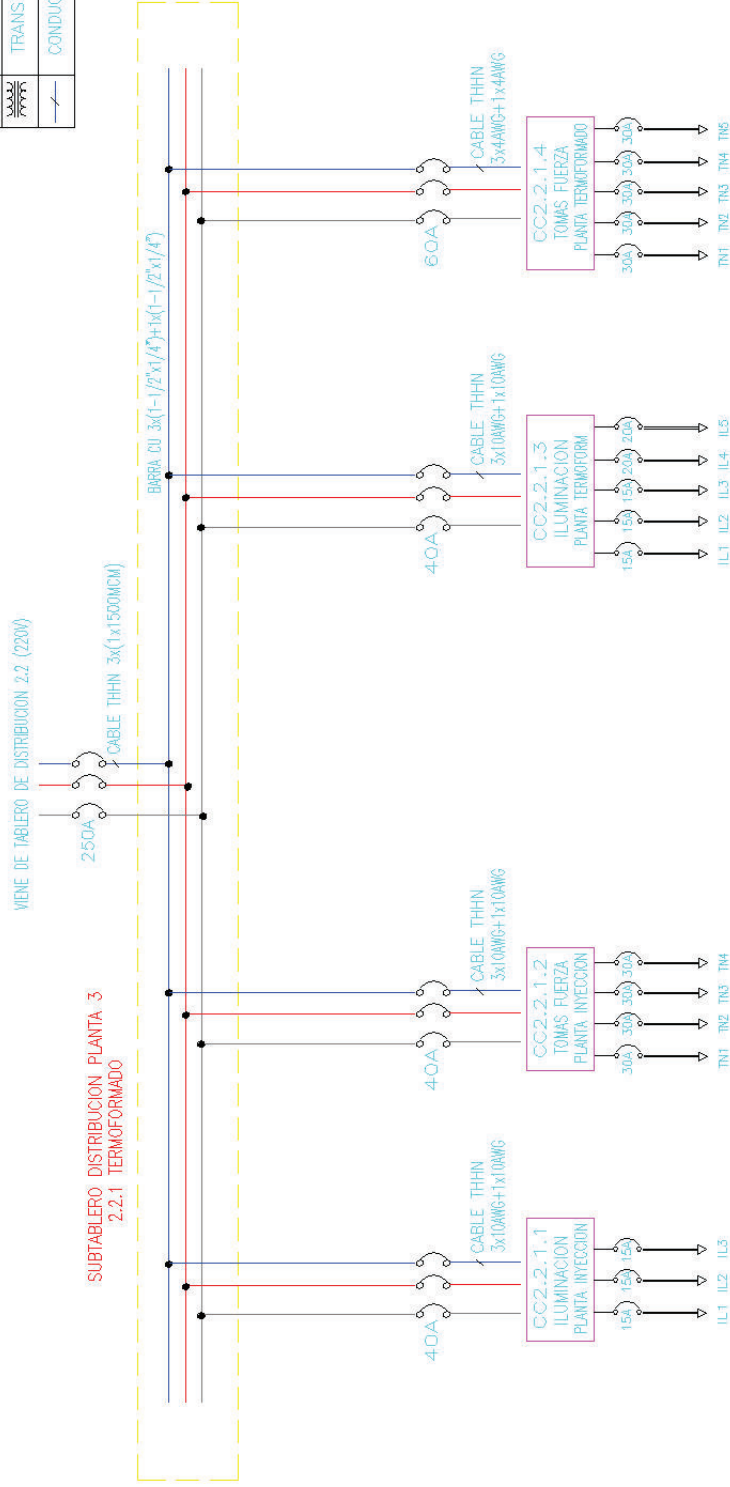 TRANS
CONDUC
VIENE DE TABLERO DE DISTRIBUCION 2.2 (220V)
250A
CABLE THHN 3x(1x1500MCM)
SUBTABLERO DISTRIBUCION PLANTA 3
2.2.1 TERMOFORMADO
BARRA CU 3x(1-1/2"x1/4")+1x(1-1/2"x1/4")
40A
CABLE THHN
3x10AWG+1x10AWG
CC2.2.1.1
ILUMINACION
PLANTA INYECCION
15A 15A 15A
IL1 IL2 IL3
40A
CABLE THHN
3x10AWG+1x10AWG
CC2.2.1.2
TOMAS FUERZA
PLANTA INYECCION
30A 30A 30A 30A
TN1 TN2 TN3 TN4
40A
CABLE THHN
3x10AWG+1x10AWG
CC2.2.1.3
ILUMINACION
PLANTA TERMOFORM
15A 15A 15A 20A 20A
IL1 IL2 IL3 IL4 IL5
60A
CABLE THHN
3x4AWG+1x4AWG
CC2.2.1.4
TOMAS FUERZA
PLANTA TERMOFORMADO
30A 30A 30A 30A 30A
TN1 TN2 TN3 TN4 TN5